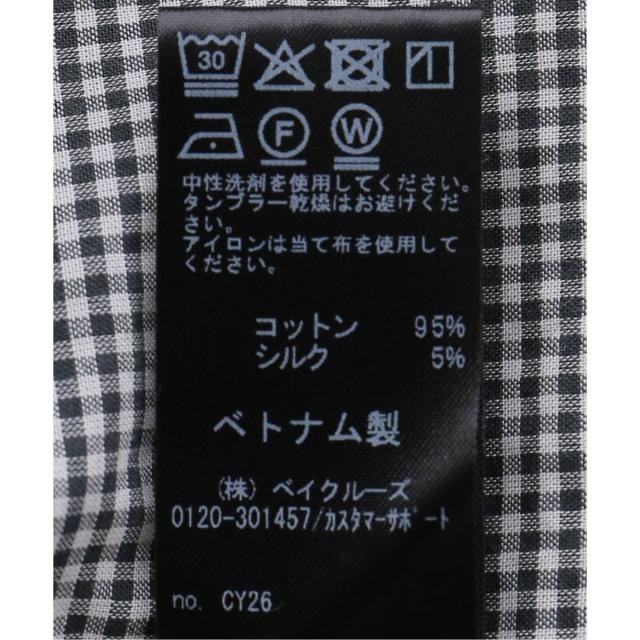 30
F W
中性洗剤を使用してください。
タンブラー乾燥はお避けくだ
さい。
アイロンは当て布を使用して
ください。
コットン 95%
シルク 5%
ベトナム製
(株) ベイクルーズ
0120-301457/ｶｽﾀﾏｰｻﾎﾟｰﾄ
no. CY26